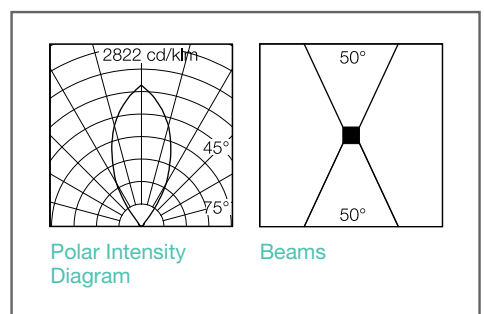 2822 cd/klm
45°
75°
Polar Intensity
Diagram
50°
50°
Beams